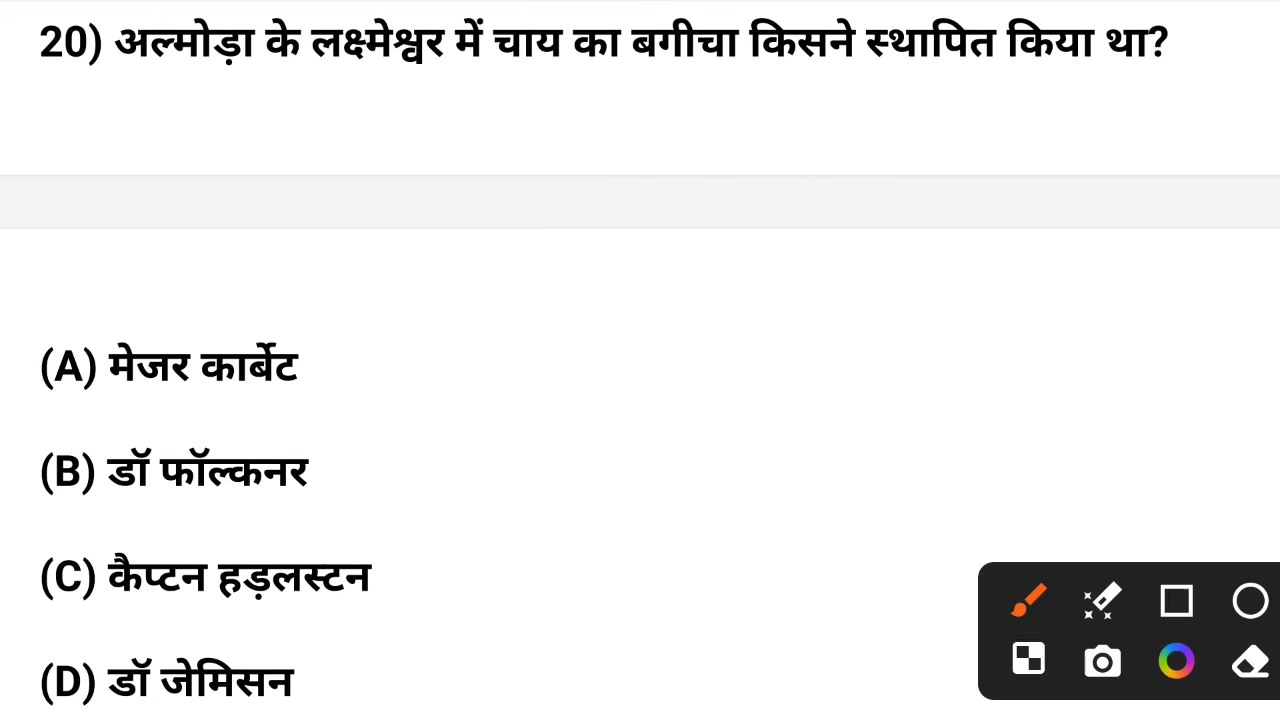 20) अल्मोड़ा के लक्ष्मेश्वर में चाय का बगीचा किसने स्थापित किया था?
(A) मेजर कार्बेट
(B) डॉ फॉल्कनर
(C) कैप्टन हड़लस्टन
(D) डॉ जेमिसन